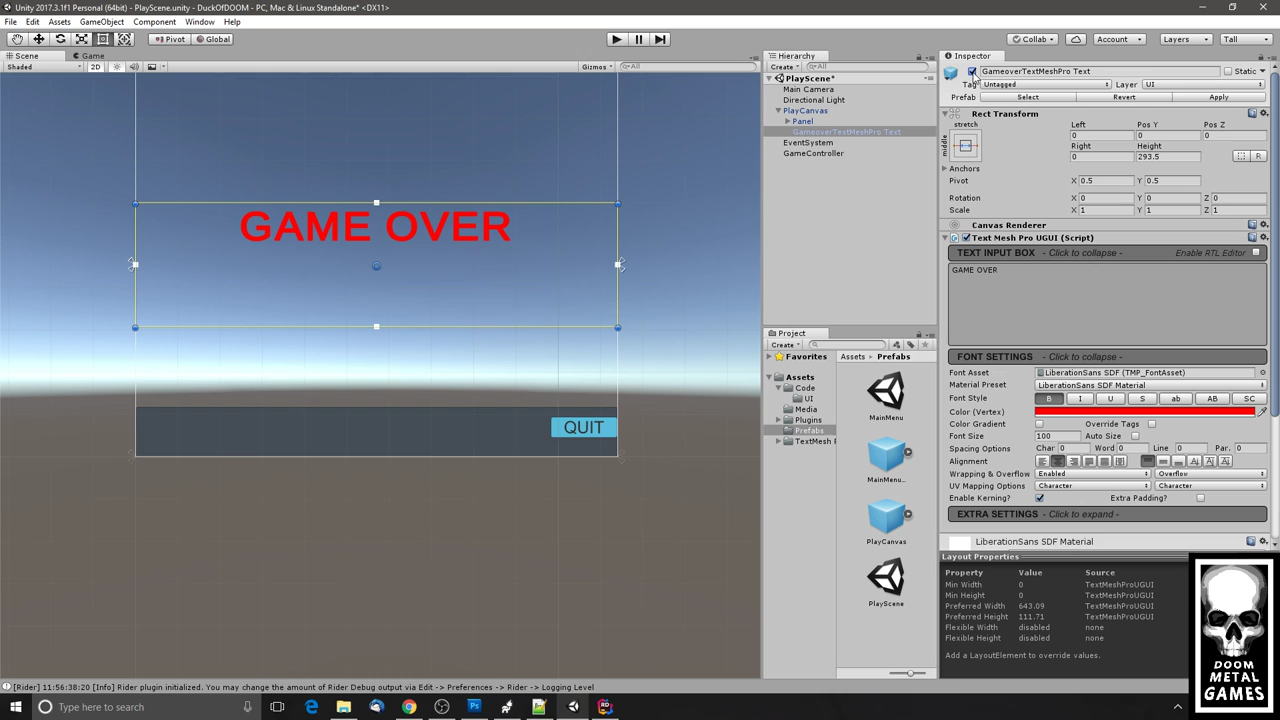 Unity 2017.3.1f1 Personal (64bit) - PlayScene.unity - DuckOfDOOM - PC, Mac & Linux Standalone* <DX11>
File Edit Assets GameObject Component Window Help
Pivot Global Collab Account Layers Tall
Scene Game
Shaded 2D Gizmos All
GAME OVER
QUIT
Hierarchy
Create All
PlayScene*
Main Camera
Directional Light
PlayCanvas
Panel
GameoverTextMeshPro Text
EventSystem
GameController
Project
Create
Favorites
Assets
Code
UI
Media
Plugins
Prefabs
TextMesh P
Assets Prefabs
MainMenu
MainMenu...
PlayCanvas
PlayScene
Inspector
GameoverTextMeshPro Text Static
Tag Untagged Layer UI
Prefab Select Revert Apply
Rect Transform
stretch
middle
Left Pos Y Pos Z
0 0 0
Right Height
0 293.5 R
Anchors
Pivot X 0.5 Y 0.5
Rotation X 0 Y 0 Z 0
Scale X 1 Y 1 Z 1
Canvas Renderer
Text Mesh Pro UGUI (Script)
TEXT INPUT BOX - Click to collapse - Enable RTL Editor
GAME OVER
FONT SETTINGS - Click to collapse -
Font Asset LiberationSans SDF (TMP_FontAsset)
Material Preset LiberationSans SDF Material
Font Style B I U S ab AB SC
Color (Vertex)
Color Gradient Override Tags
Font Size 100 Auto Size
Spacing Options Char 0 Word 0 Line 0 Par. 0
Alignment
Wrapping & Overflow Enabled Overflow
UV Mapping Options Character Character
Enable Kerning? Extra Padding?
EXTRA SETTINGS - Click to expand -
LiberationSans SDF Material
Layout Properties
Property Value Source
Min Width 0 TextMeshProUGUI
Min Height 0 TextMeshProUGUI
Preferred Width 643.09 TextMeshProUGUI
Preferred Height 111.71 TextMeshProUGUI
Flexible Width disabled none
Flexible Height disabled none
Add a LayoutElement to override values.
DOOM
METAL
GAMES
[Rider] 11:56:38:20 [Info] Rider plugin initialized. You may change the amount of Rider Debug output via Edit -> Preferences -> Rider -> Logging Level
Type here to search